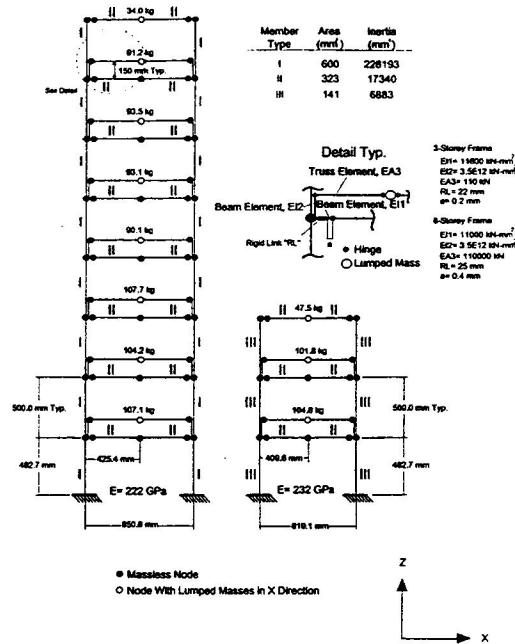 34.0 kg
91.2 kg
150 mm Typ.
See Detail
93.5 kg
93.1 kg
90.1 kg
107.7 kg
104.2 kg
500.0 mm Typ.
107.1 kg
425.4 mm
482.7 mm
E= 222 GPa
850.8 mm
Member Type
Area (mm²)
Inertia (mm⁴)
I 600 226193
II 323 17340
III 141 6883
Detail Typ.
Truss Element, EA3
Beam Element, EI2
Beam Element, EI1
Rigid Link "RL"
Hinge
Lumped Mass
3-Storey Frame
EI1= 11600 kN-mm²
EI2= 3.5E12 kN-mm²
EA3= 110 kN
RL= 22 mm
e= 0.2 mm
8-Storey Frame
EI1= 11000 kN-mm²
EI2= 3.5E12 kN-mm²
EA3= 110000 kN
RL= 25 mm
e= 0.4 mm
47.5 kg
101.8 kg
500.0 mm Typ.
409.6 mm
482.7 mm
E= 232 GPa
819.1 mm
Massless Node
Node With Lumped Masses in X Direction
Z
X